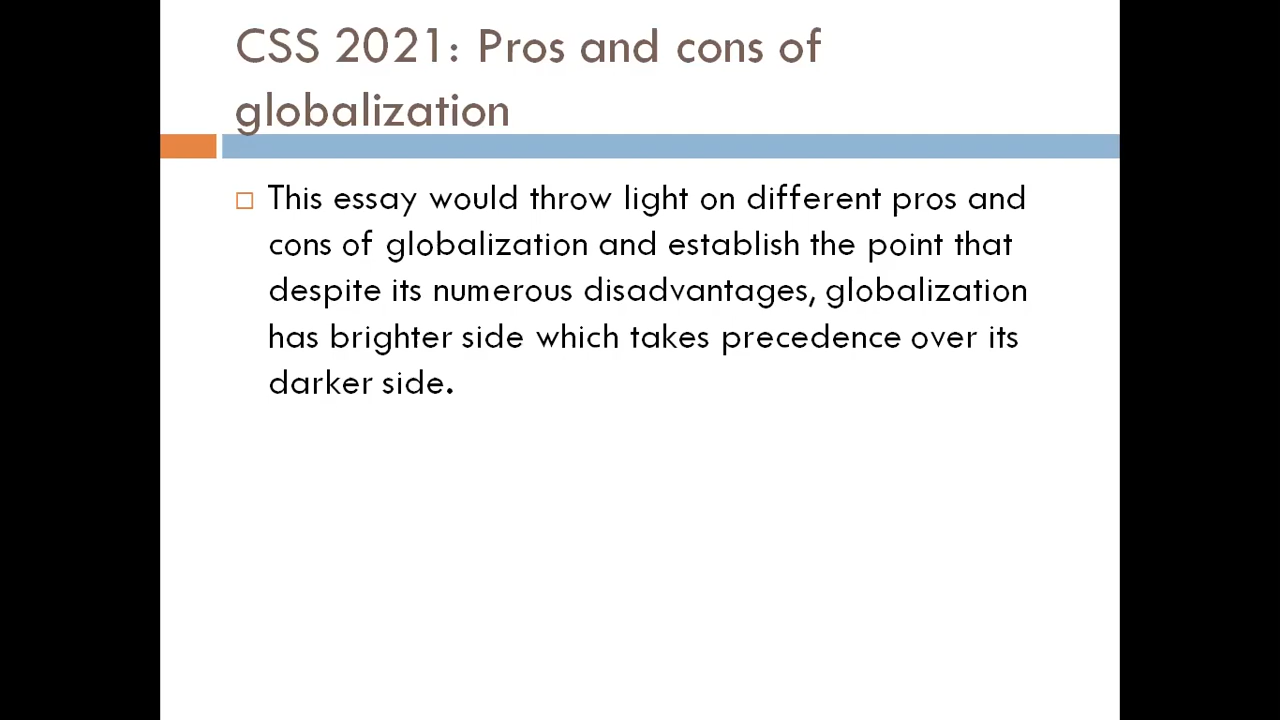 CSS 2021: Pros and cons of
globalization
This essay would throw light on different pros and
cons of globalization and establish the point that
despite its numerous disadvantages, globalization
has brighter side which takes precedence over its
darker side.